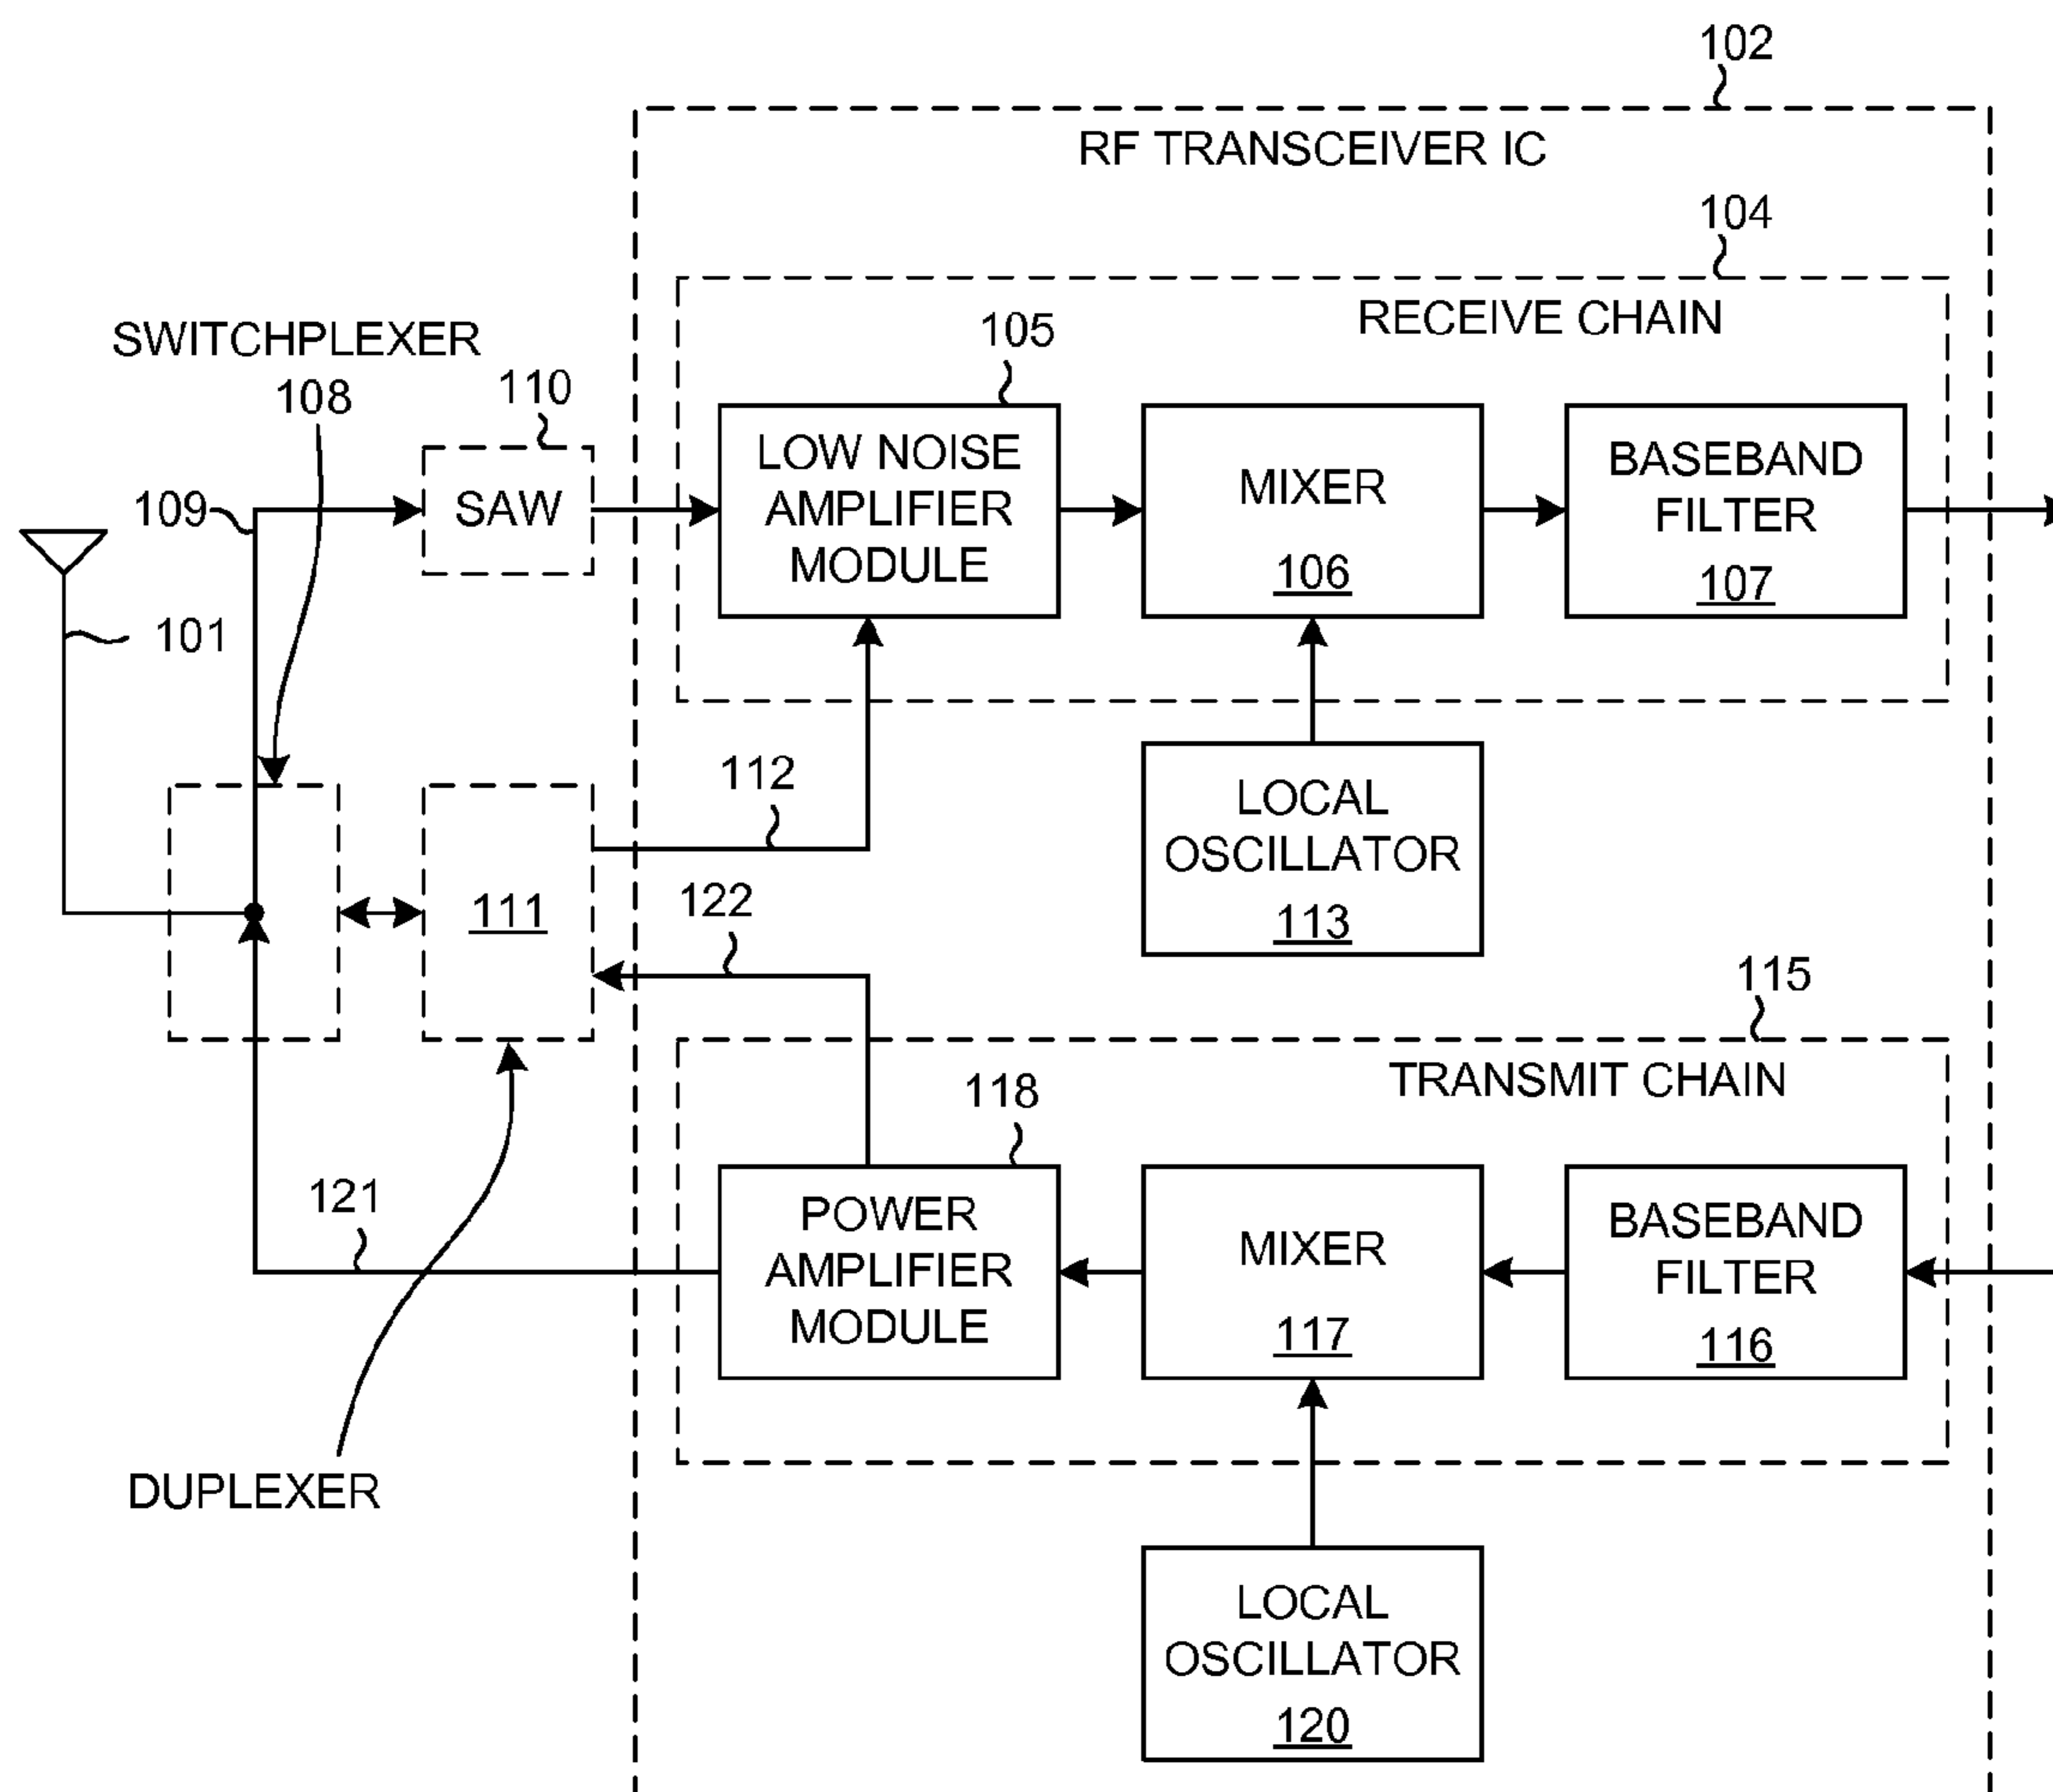 102
RF TRANSCEIVER IC
104
RECEIVE CHAIN
SWITCHPLEXER
108
110
105
109
SAW
LOW NOISE
AMPLIFIER
MODULE
MIXER
106
BASEBAND
FILTER
107
101
112
LOCAL
OSCILLATOR
113
111
122
115
TRANSMIT CHAIN
118
121
POWER
AMPLIFIER
MODULE
MIXER
117
BASEBAND
FILTER
116
DUPLEXER
LOCAL
OSCILLATOR
120